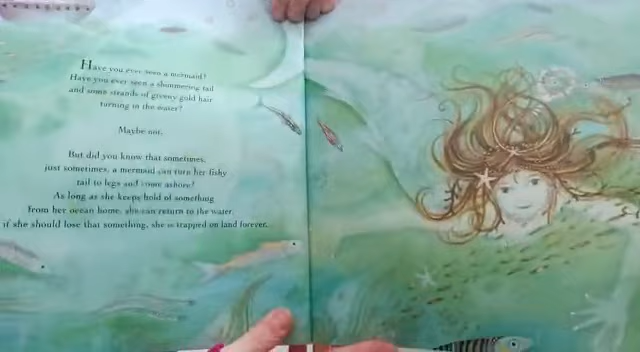 Have you ever seen a mermaid?
Have you ever seen a shimmering tail
and some strands of greeny gold hair
turning in the water?
Maybe not.
But did you know that sometimes,
just sometimes, a mermaid can turn her fishy
tail to legs and come ashore?
As long as she keeps hold of something
from her ocean home, she can return to the water.
if she should lose that something, she is trapped on land forever.